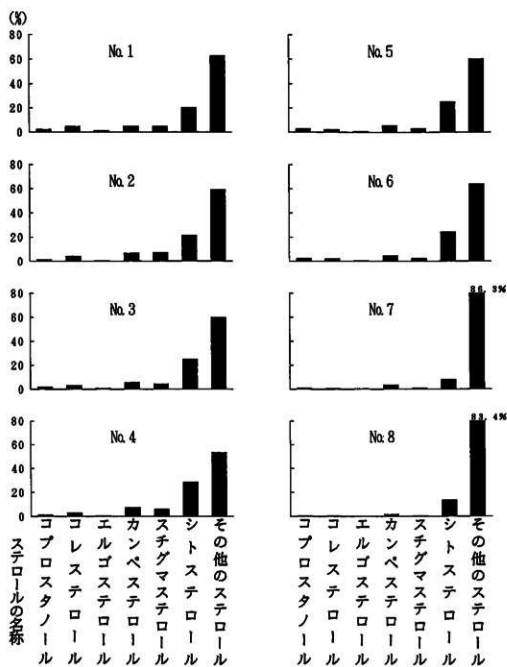 (%)
80
60
40
20
0
No. 1
No. 5
80
60
40
20
0
No. 2
No. 6
80
60
40
20
0
No. 3
86. 3%
No. 7
80
60
40
20
0
No. 4
83. 4%
No. 8
ステロールの名称
コプロスタノール
コレステロール
エルゴステロール
カンペステロール
スチグマステロール
シトステロール
その他のステロール
コプロスタノール
コレステロール
エルゴステロール
カンペステロール
スチグマステロール
シトステロール
その他のステロール